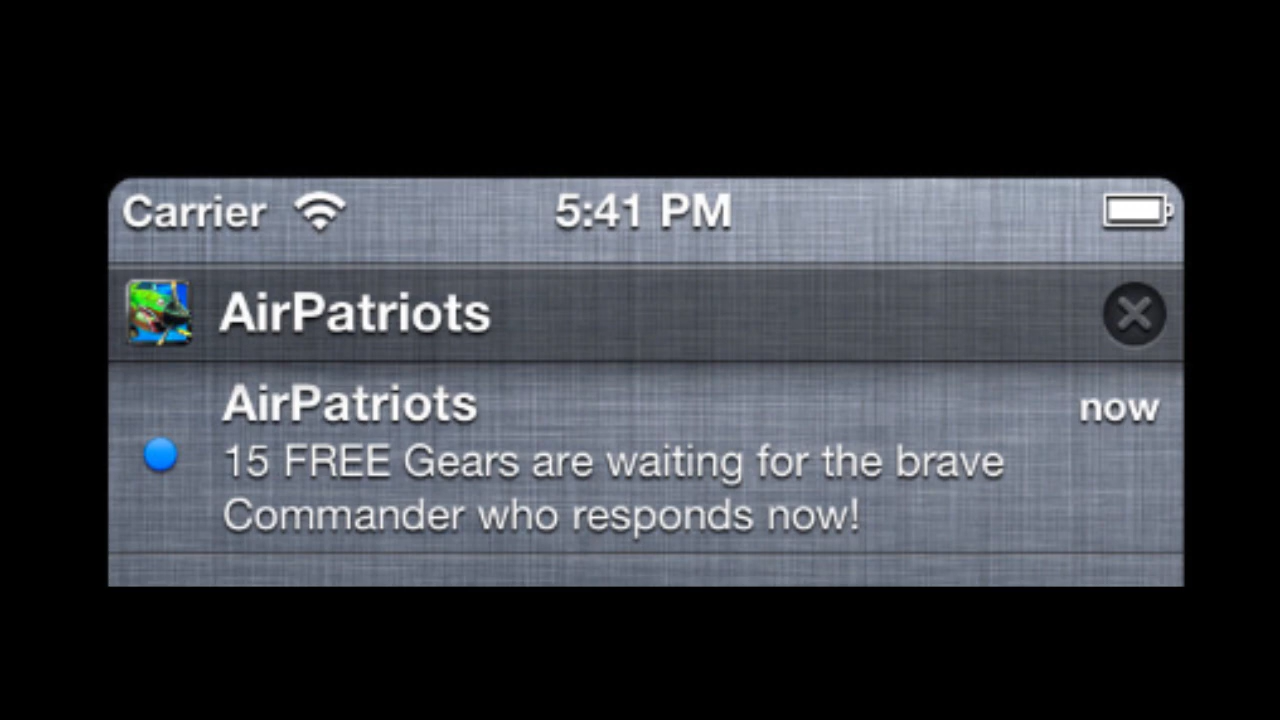 Carrier 5:41 PM
AirPatriots
AirPatriots now
15 FREE Gears are waiting for the brave
Commander who responds now!